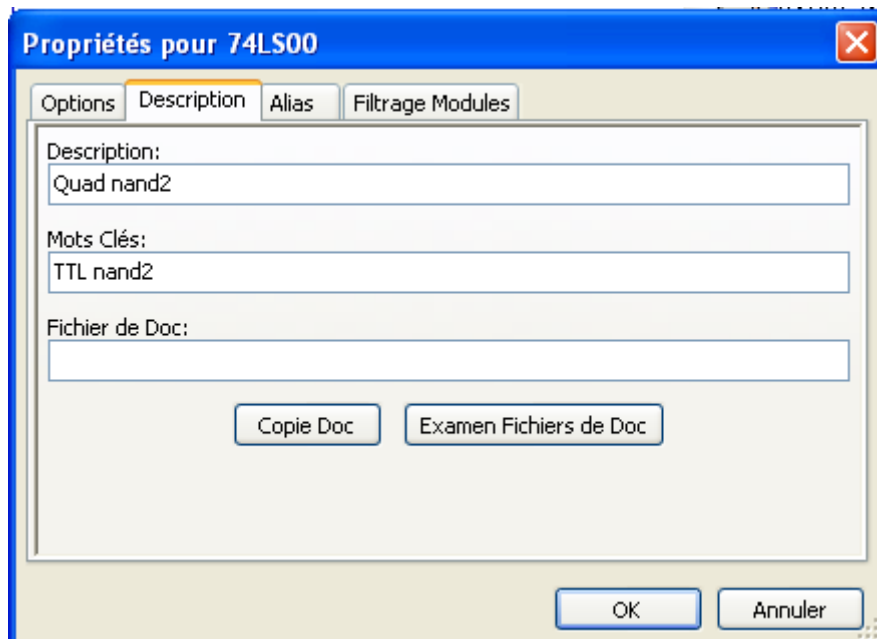 Propriétés pour 74LS00
Options Description Alias Filtrage Modules
Description:
Quad nand2
Mots Clés:
TTL nand2
Fichier de Doc:
Copie Doc Examen Fichiers de Doc
OK Annuler